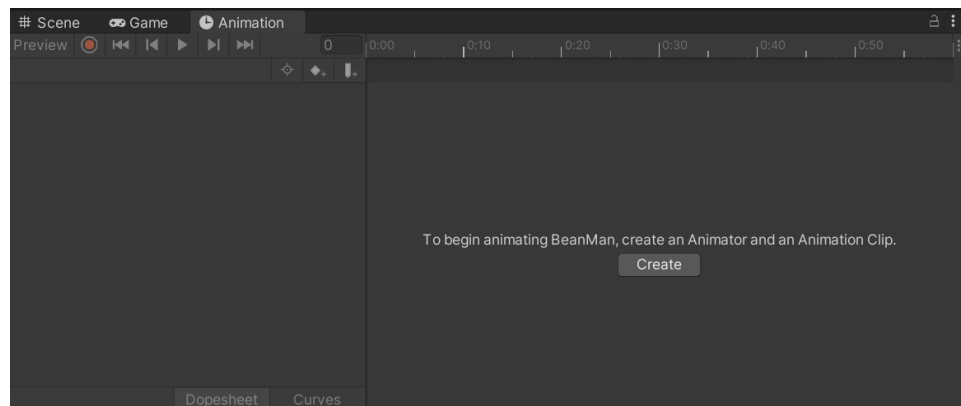 Scene Game Animation
Preview 0 0:00 0:10 0:20 0:30 0:40 0:50
To begin animating BeanMan, create an Animator and an Animation Clip.
Create
Dopesheet Curves